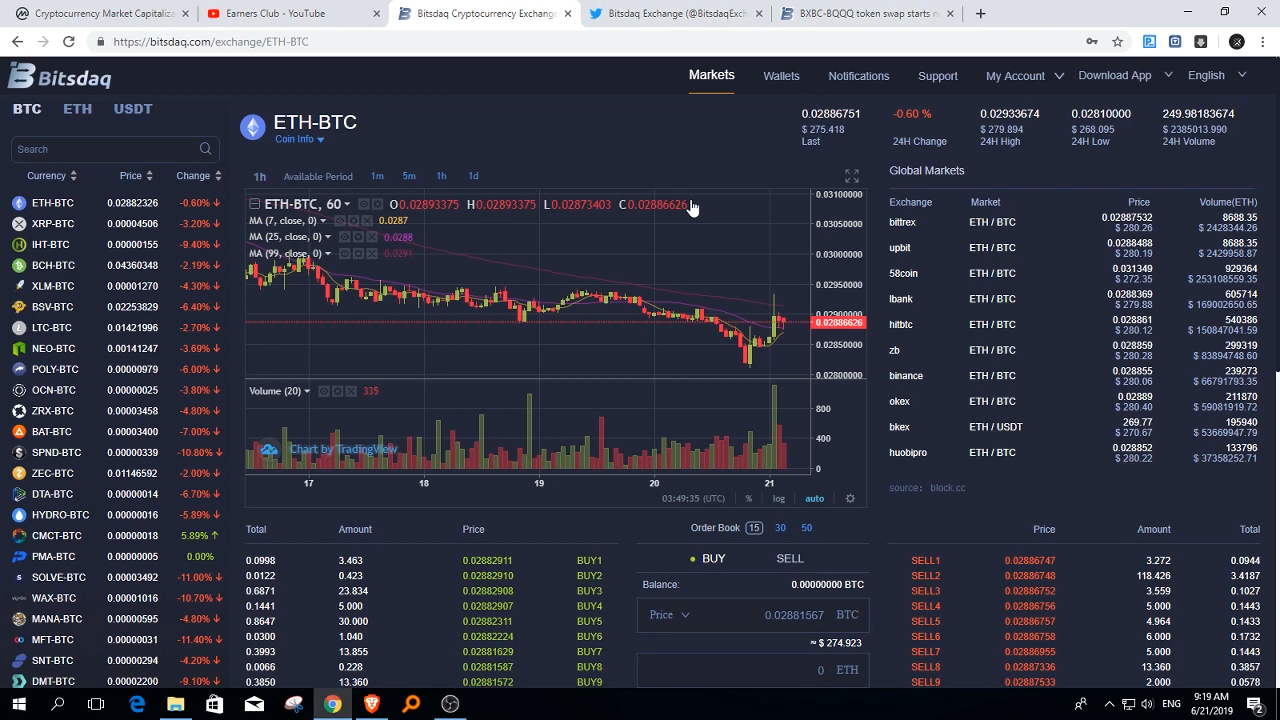 Cryptocurrency Market Capitaliza
Earners Club - YouTube
Bitsdaq Cryptocurrency Exchange
Bitsdaq Exchange (@BitsdaqExch
BXBC-BQQQ token swap starts n
https://bitsdaq.com/exchange/ETH-BTC
Bitsdaq
Markets
Wallets
Notifications
Support
My Account
Download App
English
BTC ETH USDT
Search
Currency Price Change
ETH-BTC 0.02882326 -0.60%
XRP-BTC 0.00004506 -3.20%
IHT-BTC 0.00000155 -9.40%
BCH-BTC 0.04360348 -2.19%
XLM-BTC 0.00001270 -4.30%
BSV-BTC 0.02253829 -6.40%
LTC-BTC 0.01421999 -2.70%
NEO-BTC 0.00141247 -3.69%
POLY-BTC 0.00000979 -6.00%
OCN-BTC 0.00000025 -3.80%
ZRX-BTC 0.00003400 -4.80%
BAT-BTC 0.00003400 -7.00%
SPND-BTC 0.00000339 -10.80%
ZEC-BTC 0.01146592 -2.00%
DTA-BTC 0.00000014 -6.70%
HYDRO-BTC 0.00000016 -5.89%
CMCT-BTC 0.00000018 5.89%
PMA-BTC 0.00000005 0.00%
SOLVE-BTC 0.00003492 -11.00%
WAX-BTC 0.00001016 -10.70%
MANA-BTC 0.00000595 -4.80%
MFT-BTC 0.00000031 -11.40%
SNT-BTC 0.00000294 -4.20%
DMT-BTC 0.00002200 -9.10%
ETH-BTC
Coin Info
0.02886751 -0.60 % 0.02933674 0.02810000 249.98183674
$ 275.418 $ 279.894 $ 268.095 $ 2385013.990
Last 24H Change 24H High 24H Low 24H Volume
1h Available Period 1m 5m 1h 1d
ETH-BTC, 60 O0.02893375 H0.02893375 L0.02873403 C0.02886626
MA (7, close, 0) 0.0287
MA (25, close, 0) 0.0288
MA (99, close, 0) 0.0291
0.03100000
0.03050000
0.03000000
0.02950000
0.02900000
0.02886626
0.02850000
0.02800000
Volume (20) 335
800
400
0
Chart by TradingView
17 18 19 20 21
03:49:35 (UTC) % log auto
Global Markets
Exchange Market Price Volume(ETH)
bittrex ETH / BTC 0.02887532 8688.35
$ 280.26 $ 2428344.26
upbit ETH / BTC 0.0288488 8688.35
$ 280.19 $ 2429958.87
58coin ETH / BTC 0.031349 929364
$ 272.35 $ 253108559.35
lbank ETH / BTC 0.0288369 605714
$ 279.88 $ 169002650.65
hitbtc ETH / BTC 0.028861 540386
$ 280.12 $ 150847041.59
zb ETH / BTC 0.028859 299319
$ 280.28 $ 83894748.60
binance ETH / BTC 0.028855 239273
$ 280.06 $ 66791793.35
okex ETH / BTC 0.02889 211205
$ 280.40 $ 59081919.72
bkex ETH / USDT 269.77 195940
$ 270.67 $ 53669947.79
huobipro ETH / BTC 0.028852 133796
$ 280.22 $ 37358252.71
source: block.cc
Total Amount Price
0.0998 3.463 0.02882911 BUY1
0.0122 0.423 0.02882910 BUY2
0.6871 23.834 0.02882908 BUY3
0.1441 5.000 0.02882907 BUY4
0.8647 30.000 0.02882311 BUY5
0.0300 1.040 0.02882224 BUY6
0.3993 13.855 0.02881629 BUY7
0.0066 0.228 0.02881587 BUY8
0.3850 13.360 0.02881572 BUY9
Order Book 15 30 50
BUY SELL
Balance: 0.00000000 BTC
Price 0.02881567 BTC
≈ $ 274.923
0 ETH
Price Amount Total
SELL1 0.02886747 3.272 0.0944
SELL2 0.02886748 118.426 3.4187
SELL3 0.02886752 3.559 0.1027
SELL4 0.02886756 5.000 0.1443
SELL5 0.02886757 4.964 0.1433
SELL6 0.02886758 6.000 0.1732
SELL7 0.02886955 5.000 0.1443
SELL8 0.02887336 13.360 0.3857
SELL9 0.02887533 2.000 0.0578
ENG
9:19 AM
6/21/2019
2